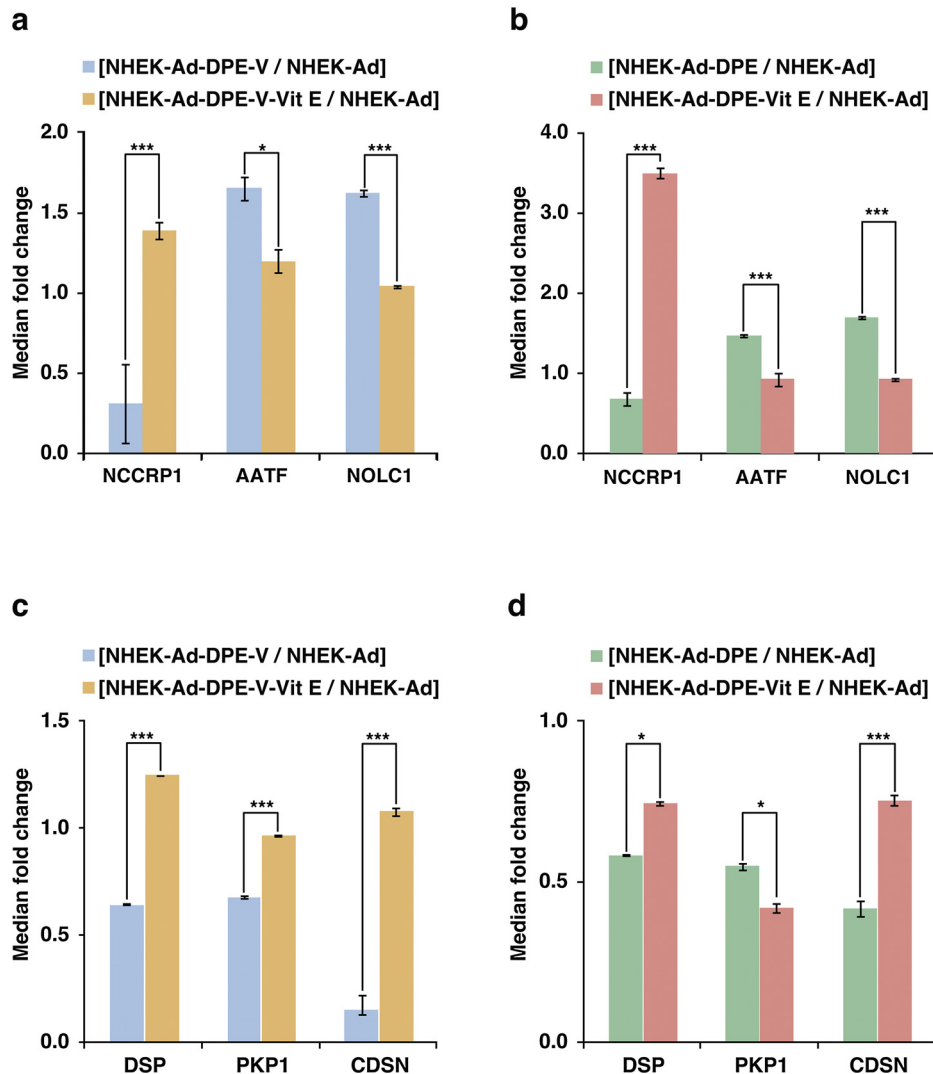 a
[NHEK-Ad-DPE-V / NHEK-Ad]
[NHEK-Ad-DPE-V-Vit E / NHEK-Ad]
Median fold change
2.0
1.5
1.0
0.5
0.0
***
*
***
NCCRP1 AATF NOLC1
b
[NHEK-Ad-DPE / NHEK-Ad]
[NHEK-Ad-DPE-Vit E / NHEK-Ad]
Median fold change
4.0
3.0
2.0
1.0
0.0
***
***
***
NCCRP1 AATF NOLC1
c
[NHEK-Ad-DPE-V / NHEK-Ad]
[NHEK-Ad-DPE-V-Vit E / NHEK-Ad]
Median fold change
1.5
1.0
0.5
0.0
***
***
***
DSP PKP1 CDSN
d
[NHEK-Ad-DPE / NHEK-Ad]
[NHEK-Ad-DPE-Vit E / NHEK-Ad]
Median fold change
1.0
0.5
0.0
*
*
***
DSP PKP1 CDSN